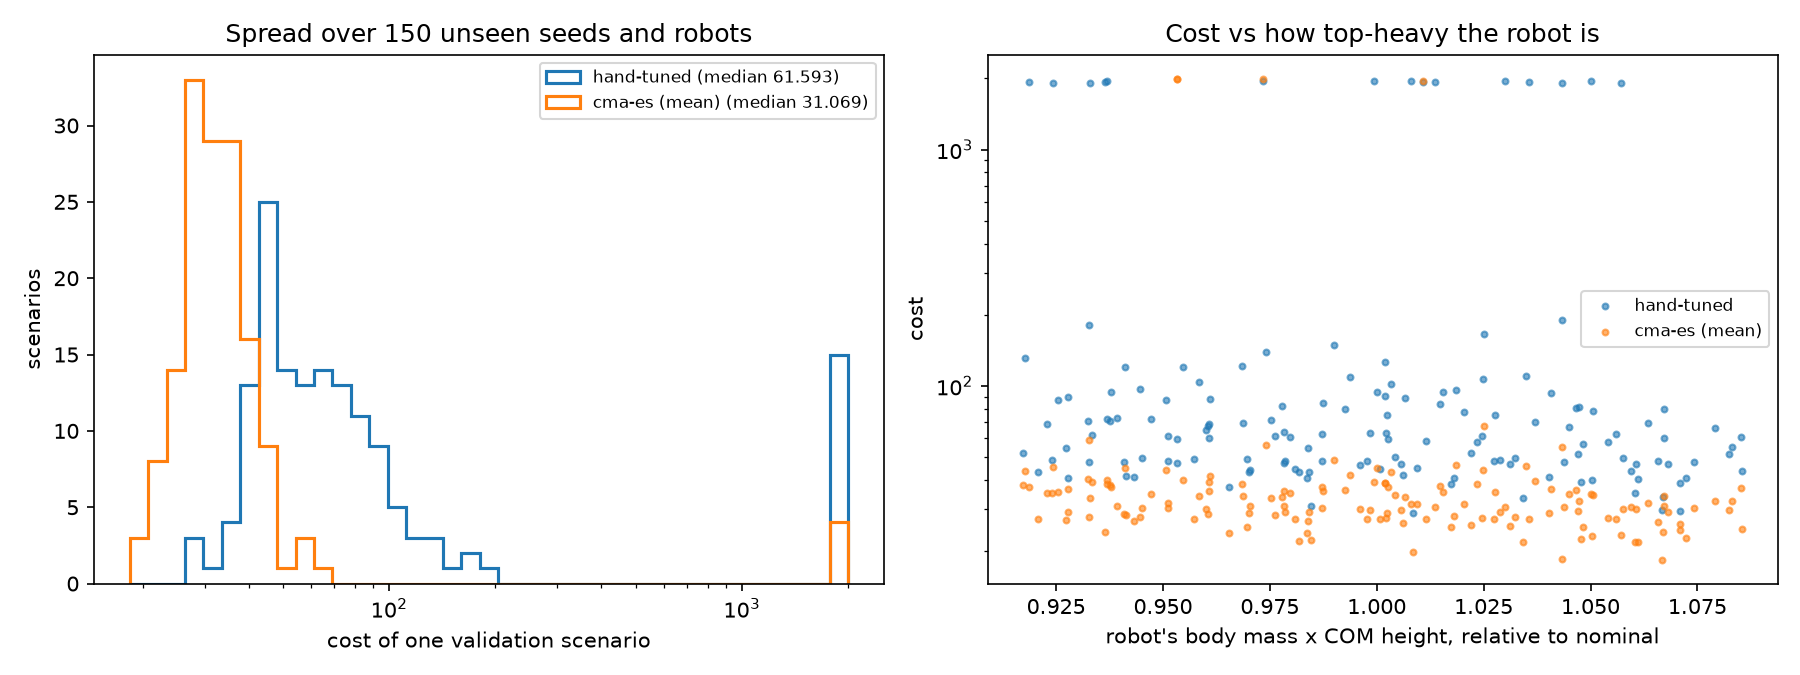 Spread over 150 unseen seeds and robots
hand-tuned (median 61.593)
cma-es (mean) (median 31.069)
scenarios
30
25
20
15
10
5
0
10²
10³
cost of one validation scenario
Cost vs how top-heavy the robot is
hand-tuned
cma-es (mean)
cost
10³
10²
0.925
0.950
0.975
1.000
1.025
1.050
1.075
robot's body mass x COM height, relative to nominal